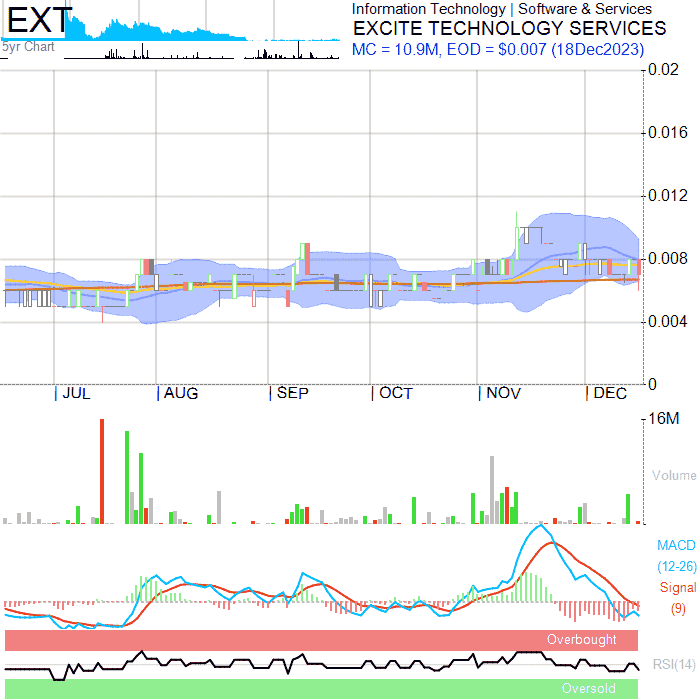 EXT
5yr Chart
Information Technology | Software & Services
EXCITE TECHNOLOGY SERVICES
MC = 10.9M, EOD = $0.007 (18Dec2023)
0.02
0.016
0.012
0.008
0.004
0
JUL
AUG
SEP
OCT
NOV
DEC
16M
Volume
MACD
(12-26)
Signal
(9)
Overbought
RSI(14)
Oversold